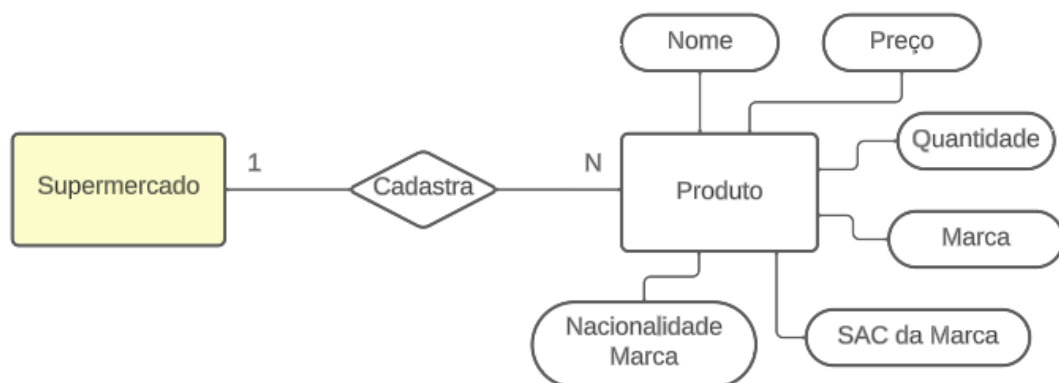 Nome
Preço
Quantidade
Supermercado
1
Cadastra
N
Produto
Marca
Nacionalidade
Marca
SAC da Marca